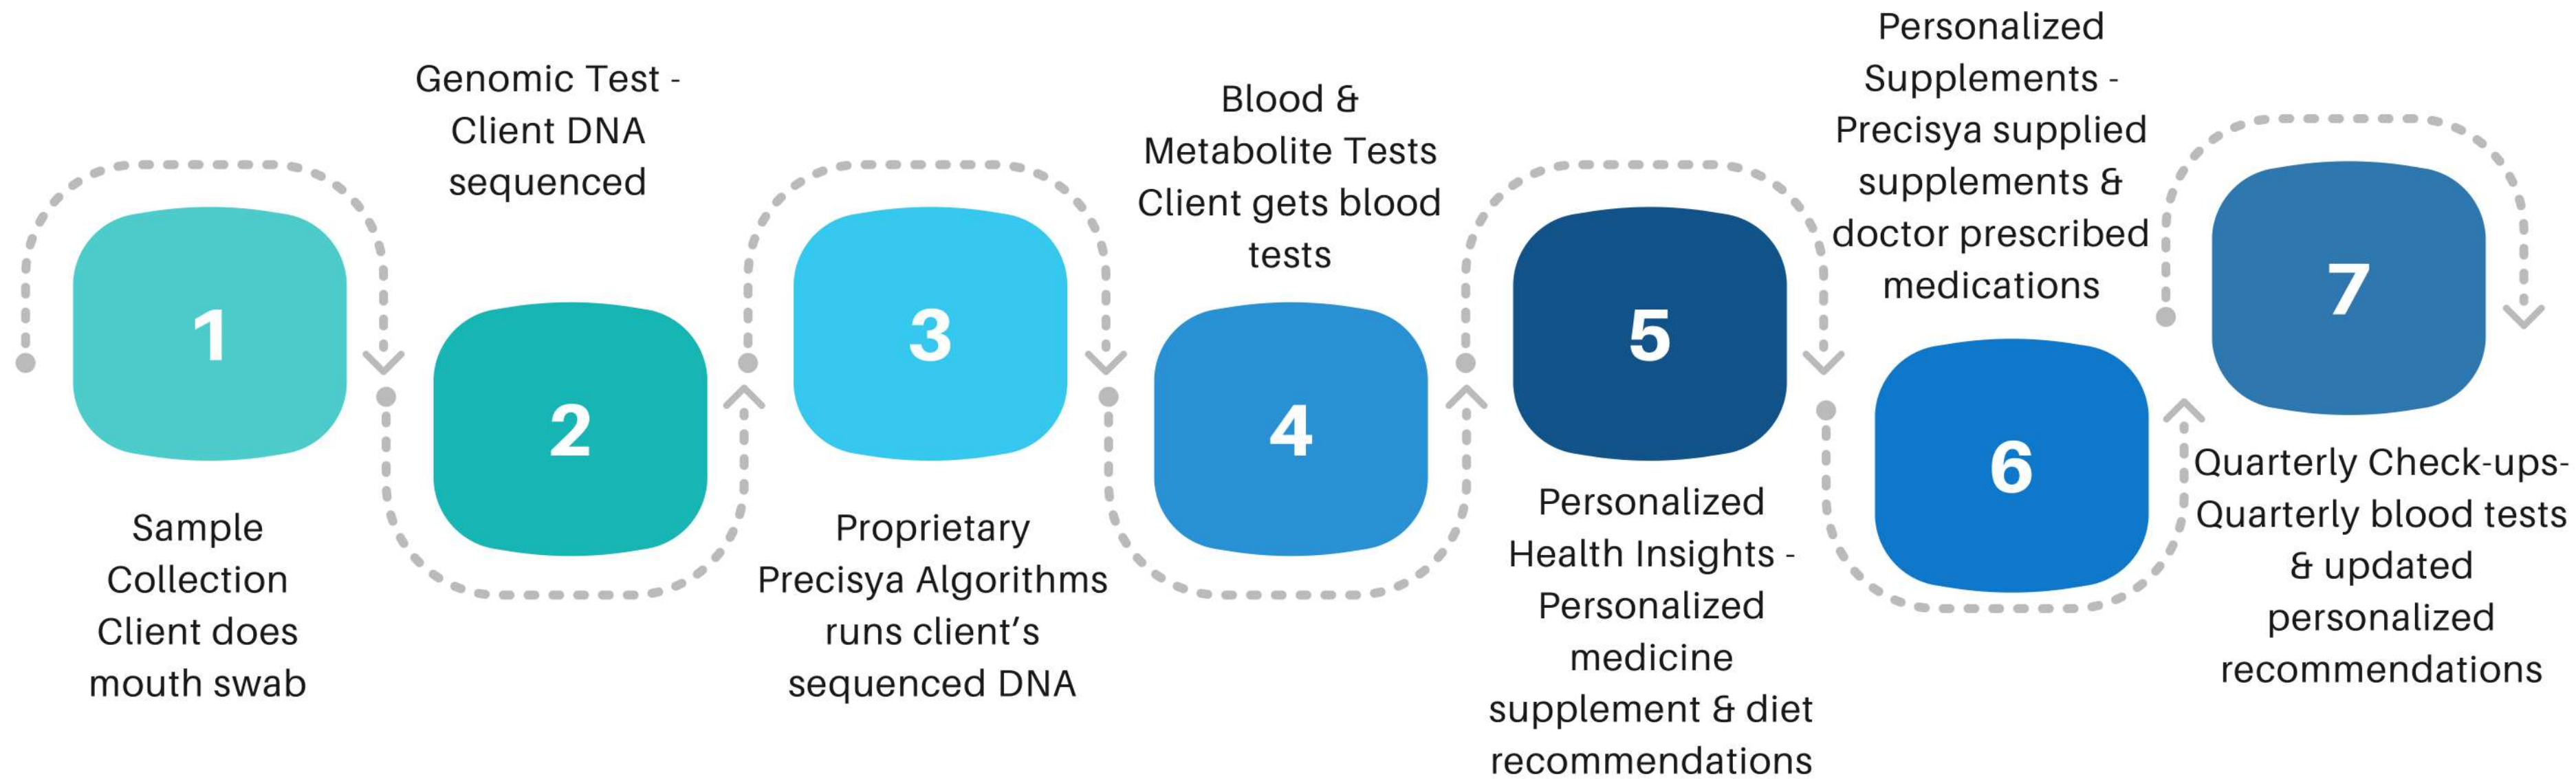 1
Sample
Collection
Client does
mouth swab
Genomic Test -
Client DNA
sequenced
2
3
Proprietary
Precisya Algorithms
runs client’s
sequenced DNA
Blood &
Metabolite Tests
Client gets blood
tests
4
5
Personalized
Health Insights -
Personalized
medicine
supplement & diet
recommendations
Personalized
Supplements -
Precisya supplied
supplements &
doctor prescribed
medications
6
7
Quarterly Check-ups-
Quarterly blood tests
& updated
personalized
recommendations